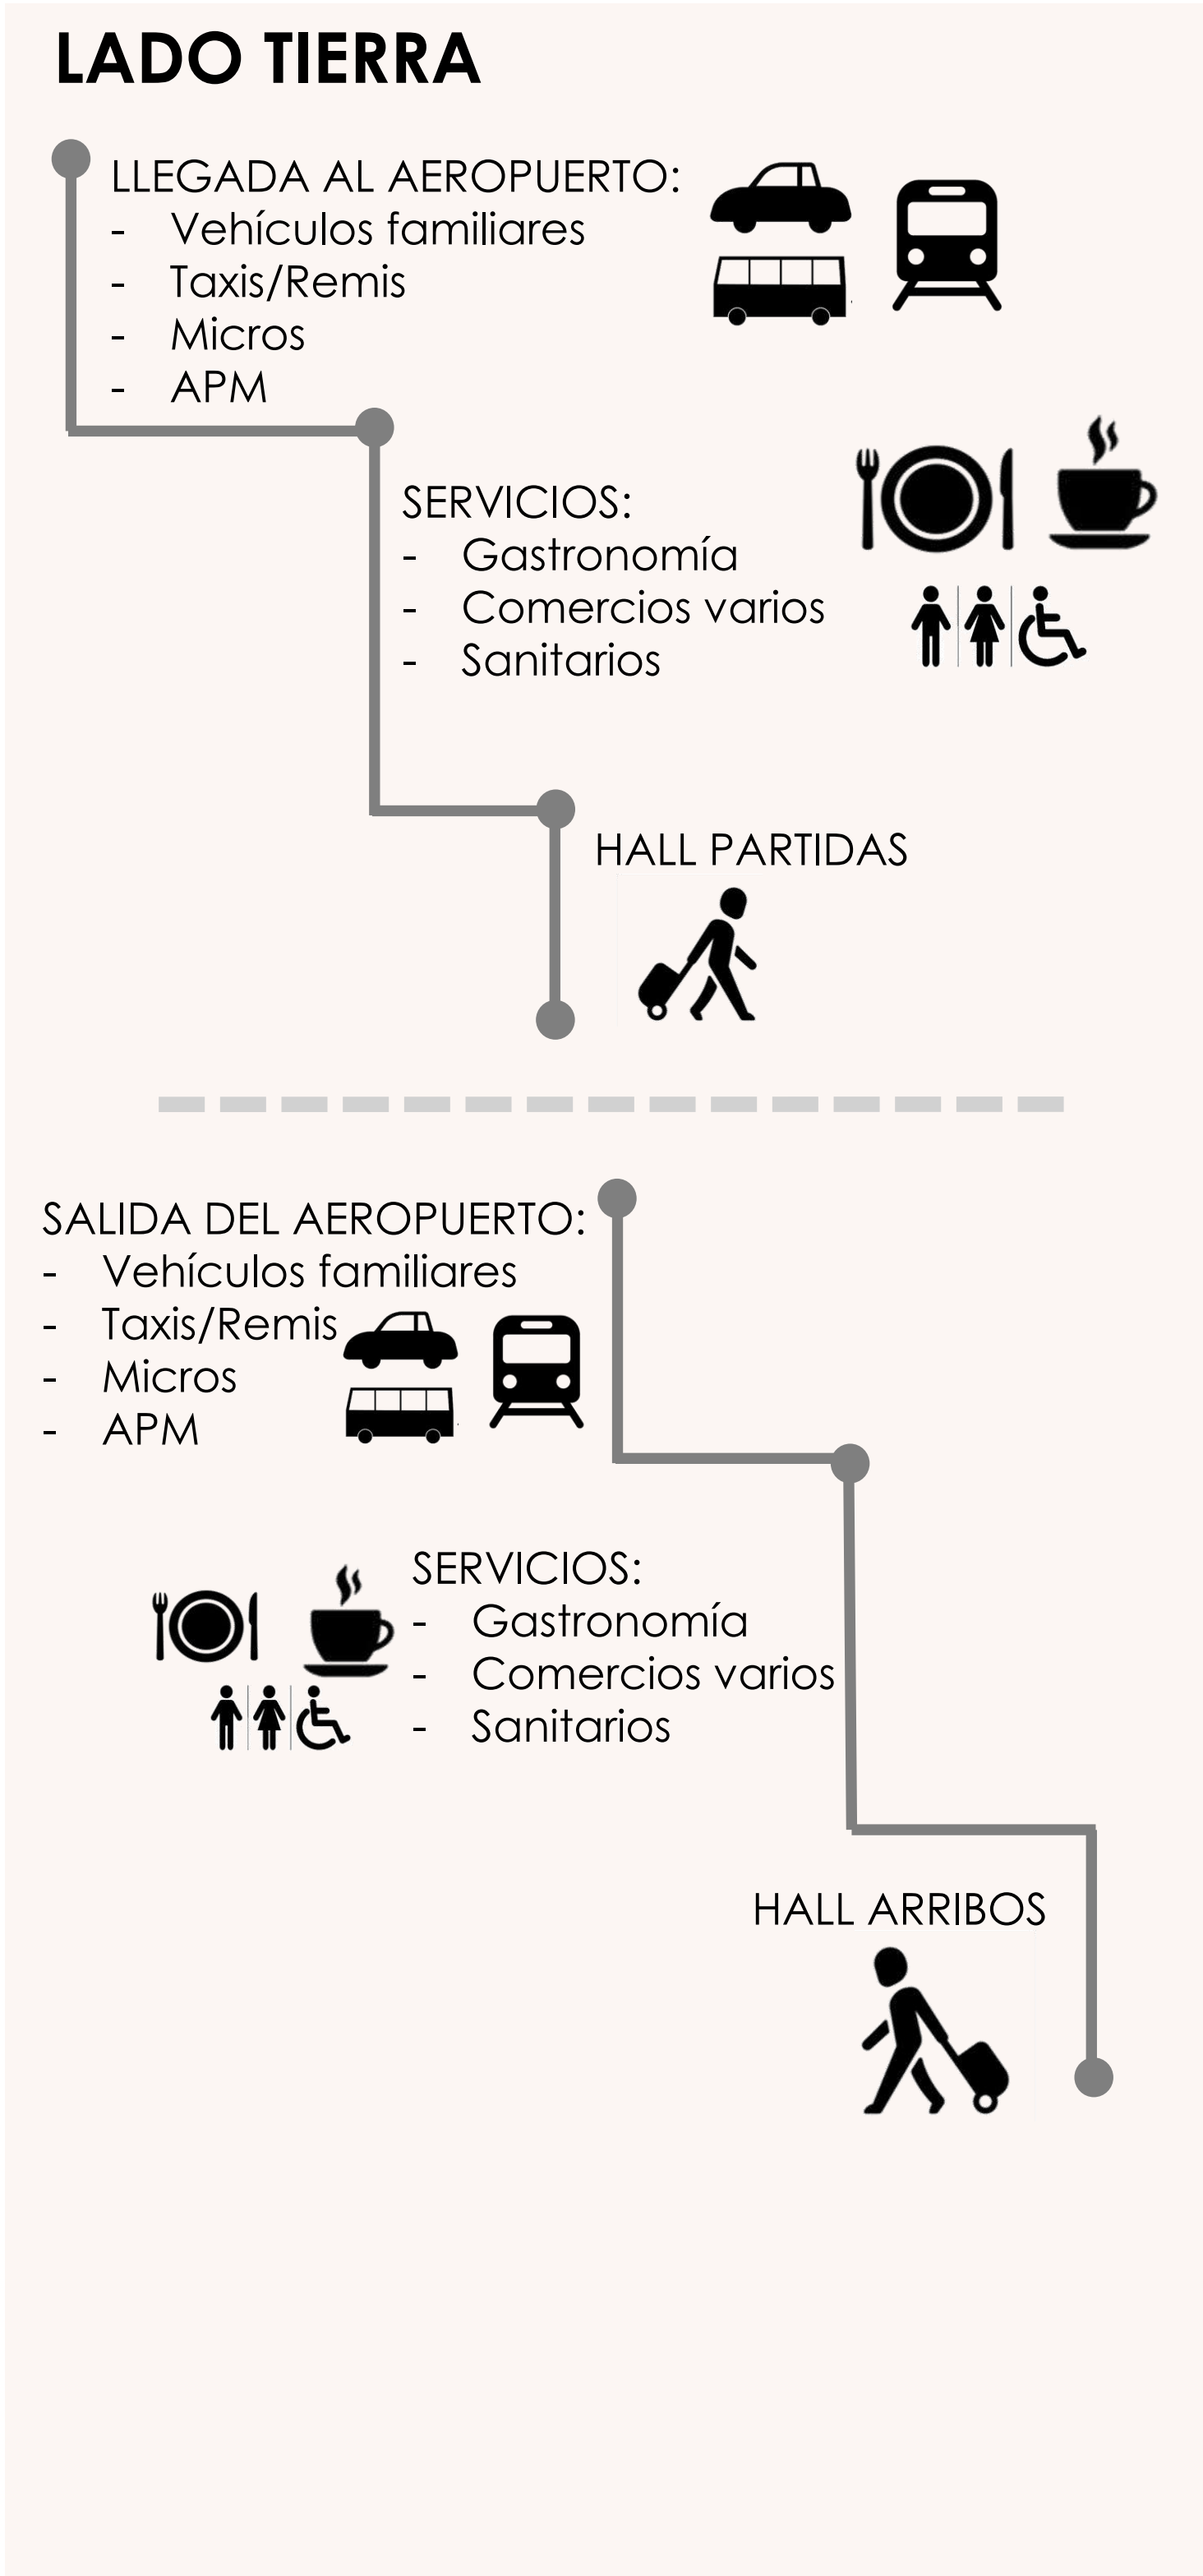 LADO TIERRA
LLEGADA AL AEROPUERTO:
- Vehículos familiares
- Taxis/Remis
- Micros
- APM
SERVICIOS:
- Gastronomía
- Comercios varios
- Sanitarios
HALL PARTIDAS
SALIDA DEL AEROPUERTO:
- Vehículos familiares
- Taxis/Remis
- Micros
- APM
SERVICIOS:
- Gastronomía
- Comercios varios
- Sanitarios
HALL ARRIBOS